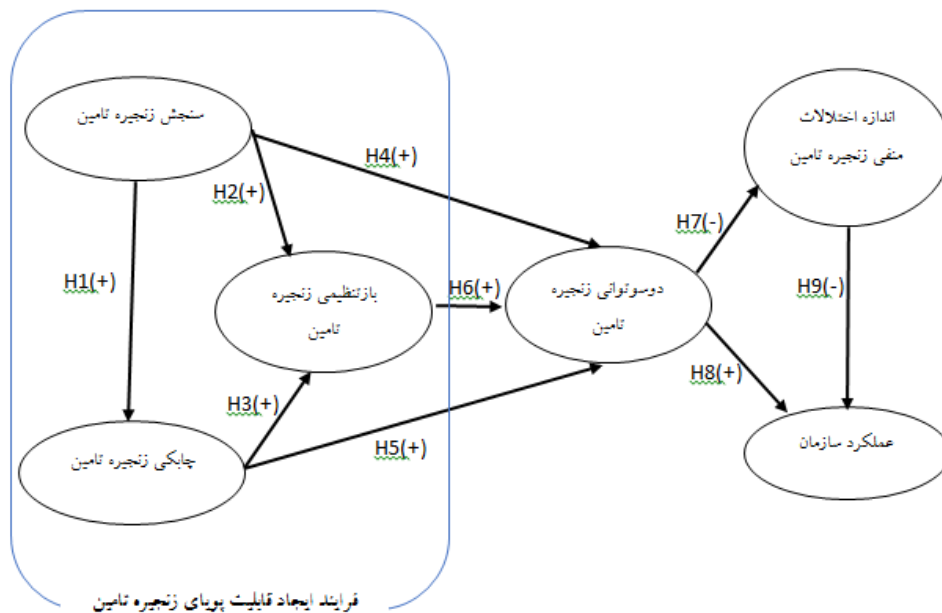 سنجش زنجیره تامین
اندازه اختلالات
منفی زنجیره تامین
H4(+)
H2(+)
H7(-)
H1(+)
بازتنظیمی زنجیره
تامین
H6(+)
دوسوتوانی زنجیره
تامین
H9(-)
H3(+)
H8(+)
چابکی زنجیره تامین
H5(+)
عملکرد سازمان
فرایند ایجاد قابلیت پویای زنجیره تامین